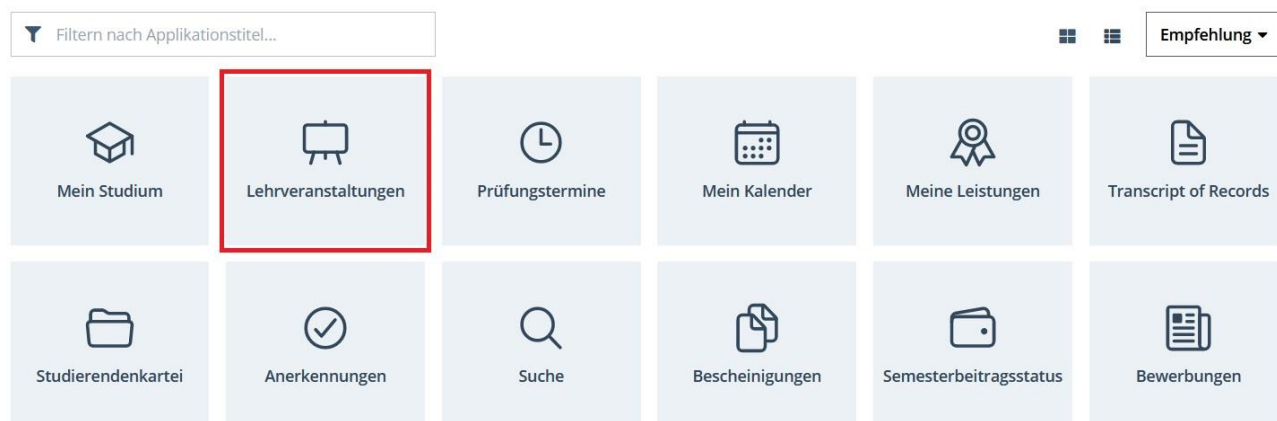 Filtern nach Applikationstitel...
Empfehlung
Mein Studium
Lehrveranstaltungen
Prüfungstermine
Mein Kalender
Meine Leistungen
Transcript of Records
Studierendenkartei
Anerkennungen
Suche
Bescheinigungen
Semesterbeitragsstatus
Bewerbungen